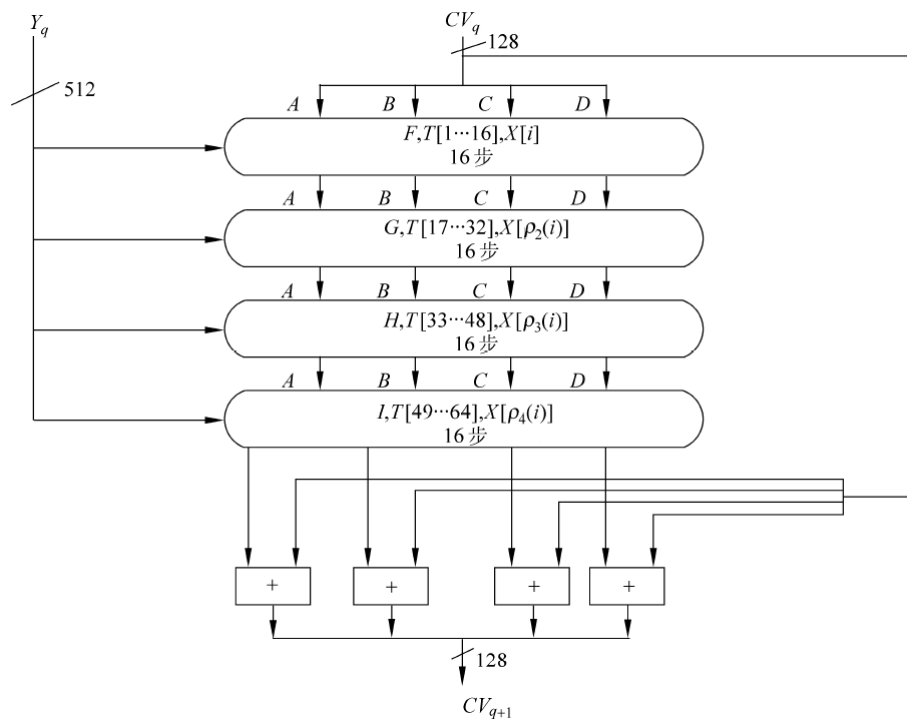 Y_q
CV_q
128
512
A B C D
F,T[1···16],X[i]
16步
A B C D
G,T[17···32],X[ρ₂(i)]
16步
A B C D
H,T[33···48],X[ρ₃(i)]
16步
A B C D
I,T[49···64],X[ρ₄(i)]
16步
+ + + +
128
CV_{q+1}